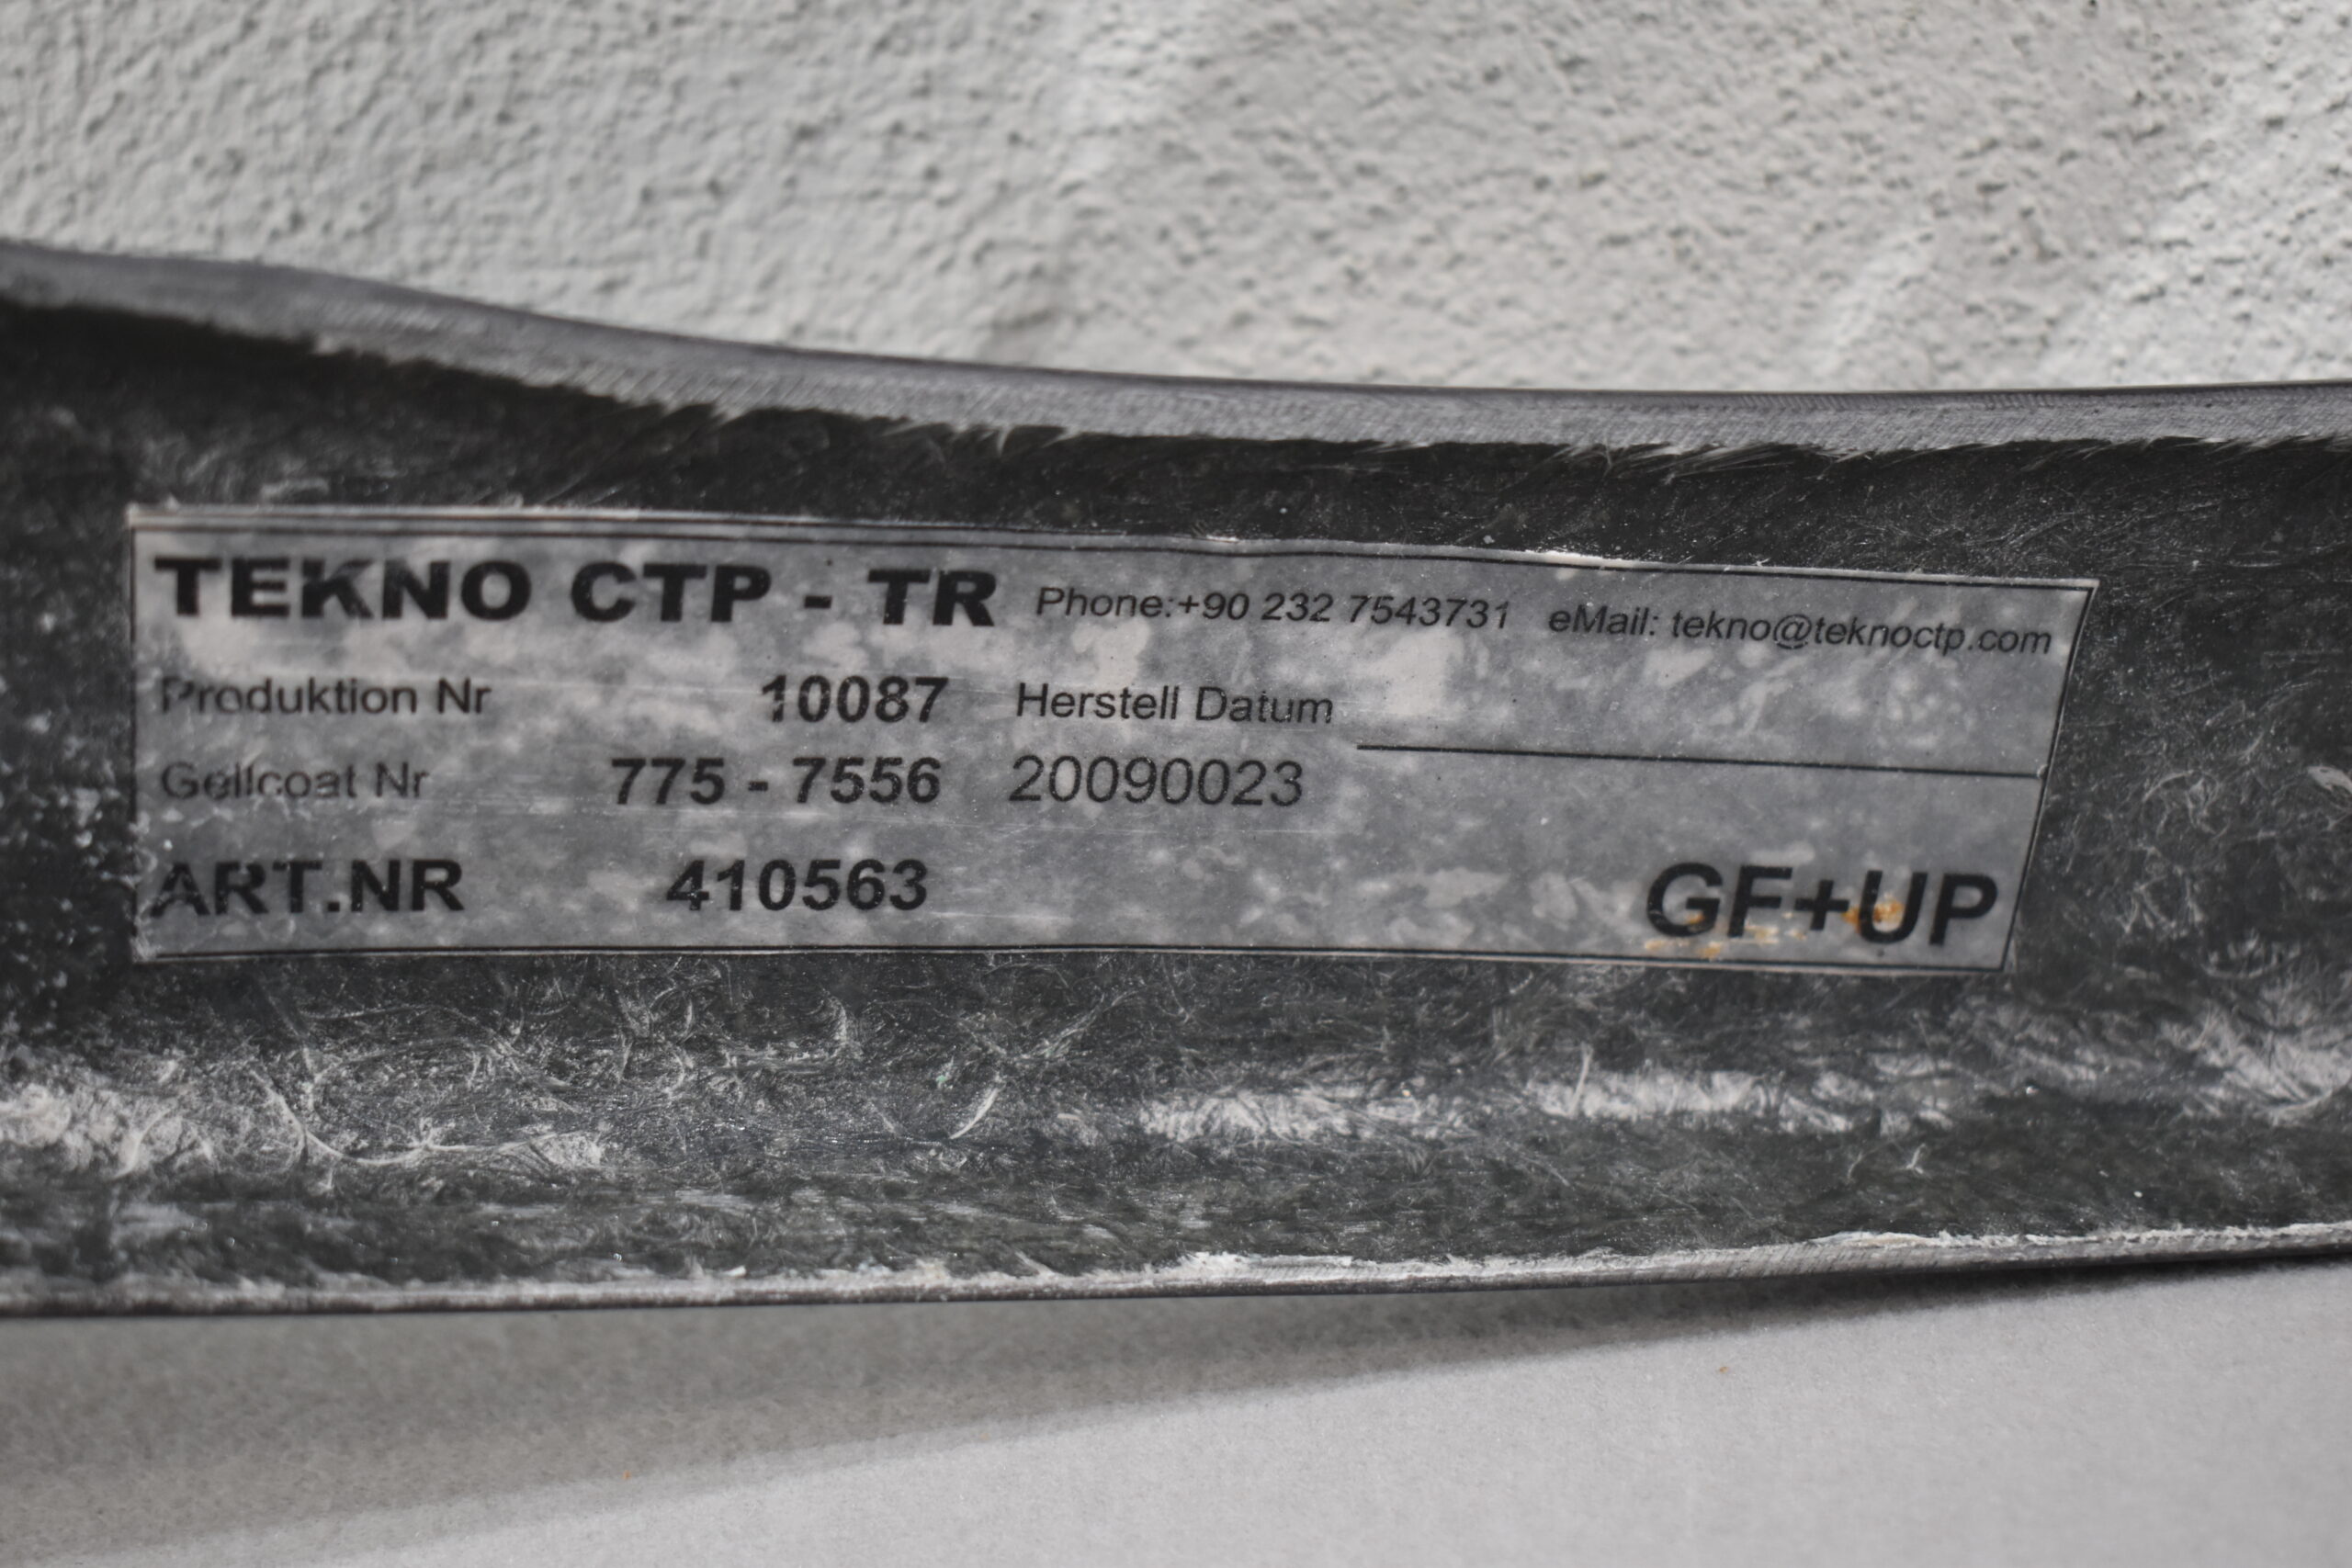 TEKNO CTP - TR Phone:+90 232 7543731 eMail: tekno@teknoctp.com
Produktion Nr 10087 Herstell Datum
Gellcoat Nr 775 - 7556 20090023
ART.NR 410563 GF+UP